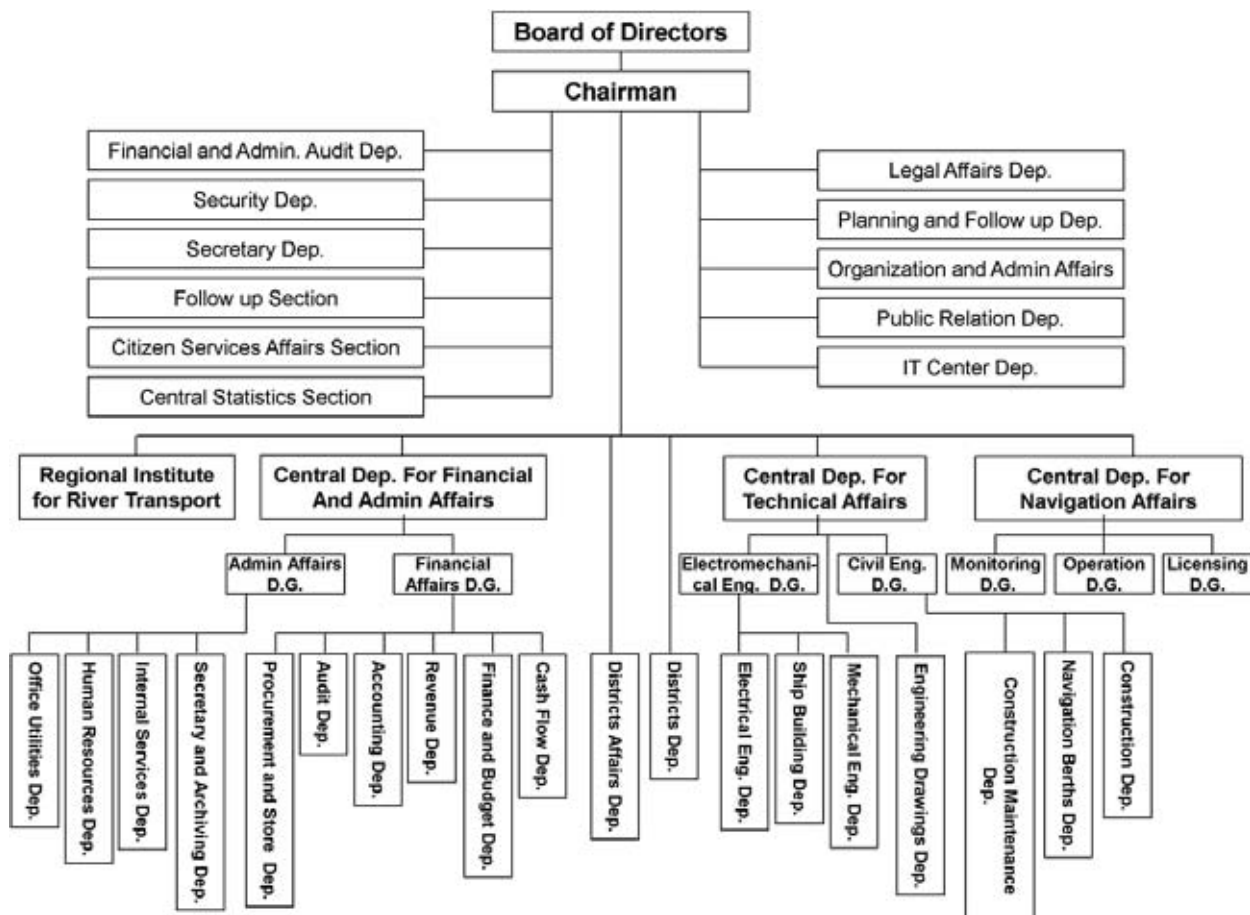 Board of Directors
Chairman
Financial and Admin. Audit Dep.
Security Dep.
Secretary Dep.
Follow up Section
Citizen Services Affairs Section
Central Statistics Section
Legal Affairs Dep.
Planning and Follow up Dep.
Organization and Admin Affairs
Public Relation Dep.
IT Center Dep.
Regional Institute
for River Transport
Central Dep. For Financial
And Admin Affairs
Central Dep. For
Technical Affairs
Central Dep. For
Navigation Affairs
Admin Affairs
D.G.
Financial
Affairs D.G.
Electromechani-
cal Eng. D.G.
Civil Eng.
D.G.
Monitoring
D.G.
Operation
D.G.
Licensing
D.G.
Office Utilities Dep.
Human Resources Dep.
Internal Services Dep.
Secretary and Archiving Dep.
Procurement and Store Dep.
Audit Dep.
Accounting Dep.
Revenue Dep.
Finance and Budget Dep.
Cash Flow Dep.
Districts Affairs Dep.
Districts Dep.
Electrical Eng. Dep.
Ship Building Dep.
Mechanical Eng. Dep.
Engineering Drawings Dep.
Construction Maintenance
Dep.
Navigation Berths Dep.
Construction Dep.